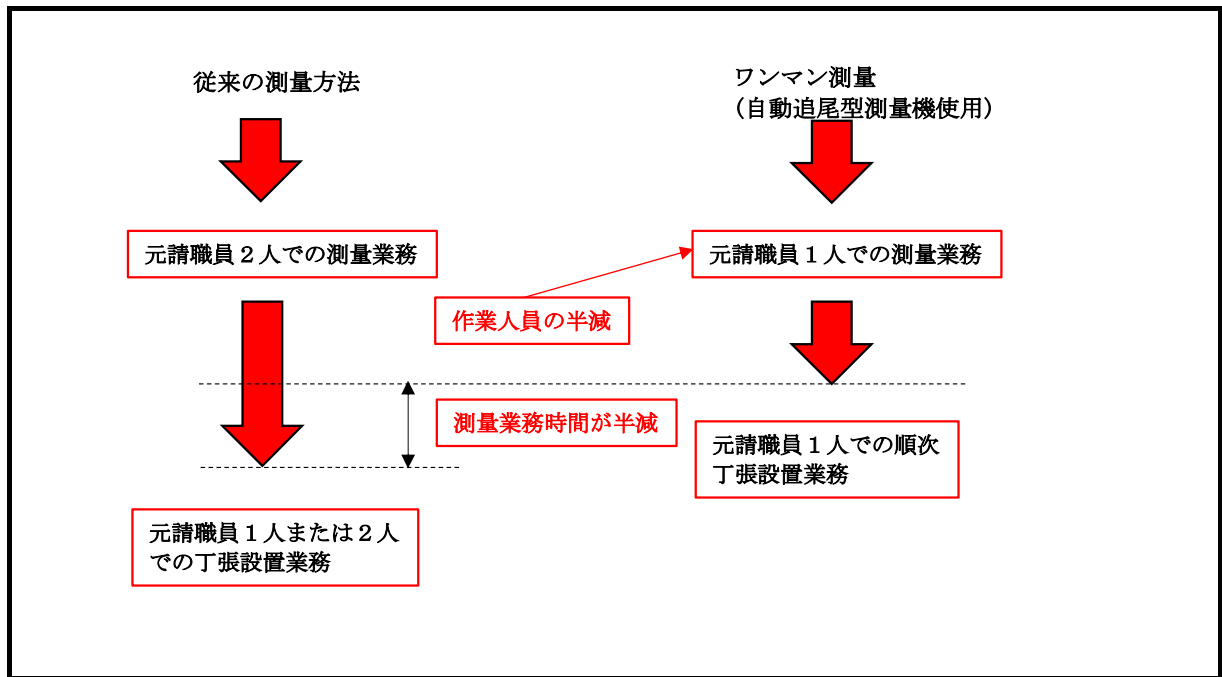 従来の測量方法
ワンマン測量
(自動追尾型測量機使用)
元請職員２人での測量業務
元請職員１人での測量業務
作業人員の半減
測量業務時間が半減
元請職員１人での順次
丁張設置業務
元請職員１人または２人
での丁張設置業務